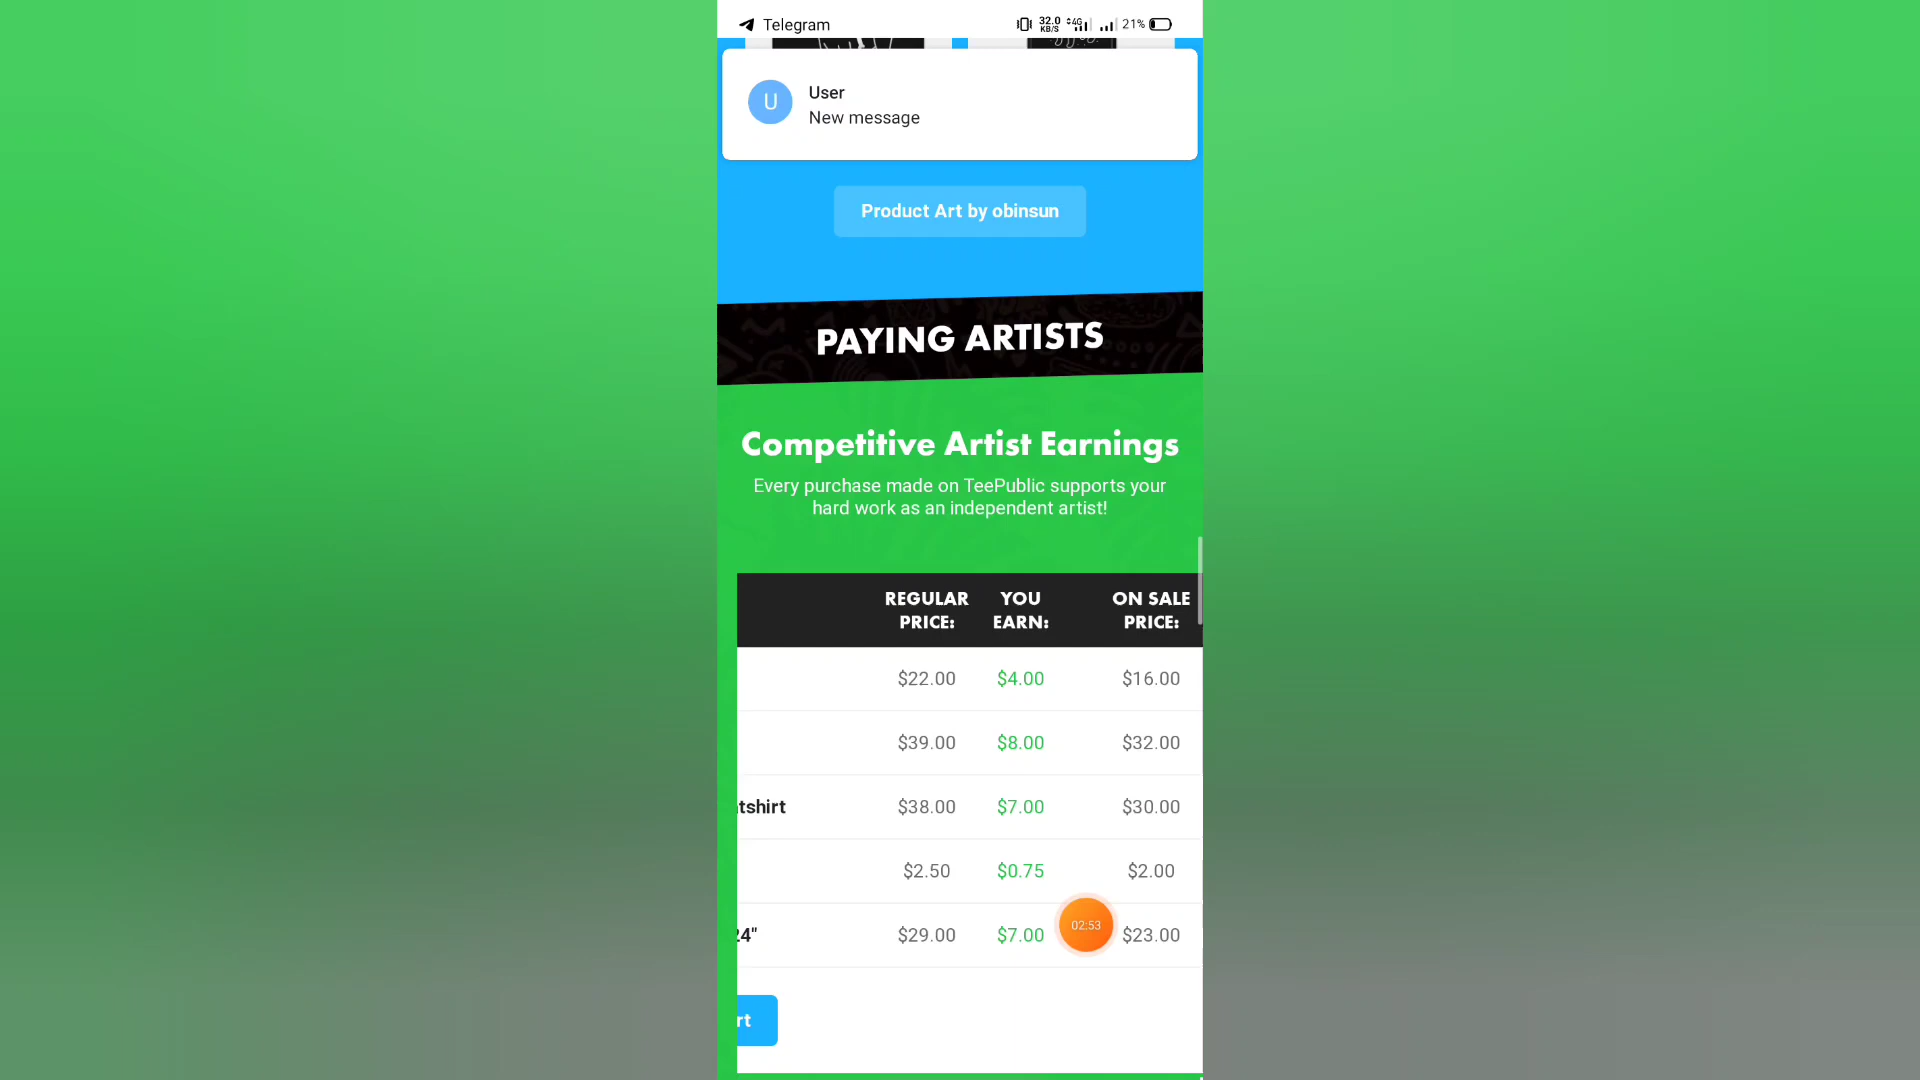 Telegram
32.0
KB/S
4G
21%
U
User
New message
Product Art by obinsun
PAYING ARTISTS
Competitive Artist Earnings
Every purchase made on TeePublic supports your
hard work as an independent artist!
REGULAR PRICE: YOU EARN: ON SALE PRICE:
$22.00 $4.00 $16.00
$39.00 $8.00 $32.00
tshirt $38.00 $7.00 $30.00
$2.50 $0.75 $2.00
24" $29.00 $7.00 $23.00
02:53
rt